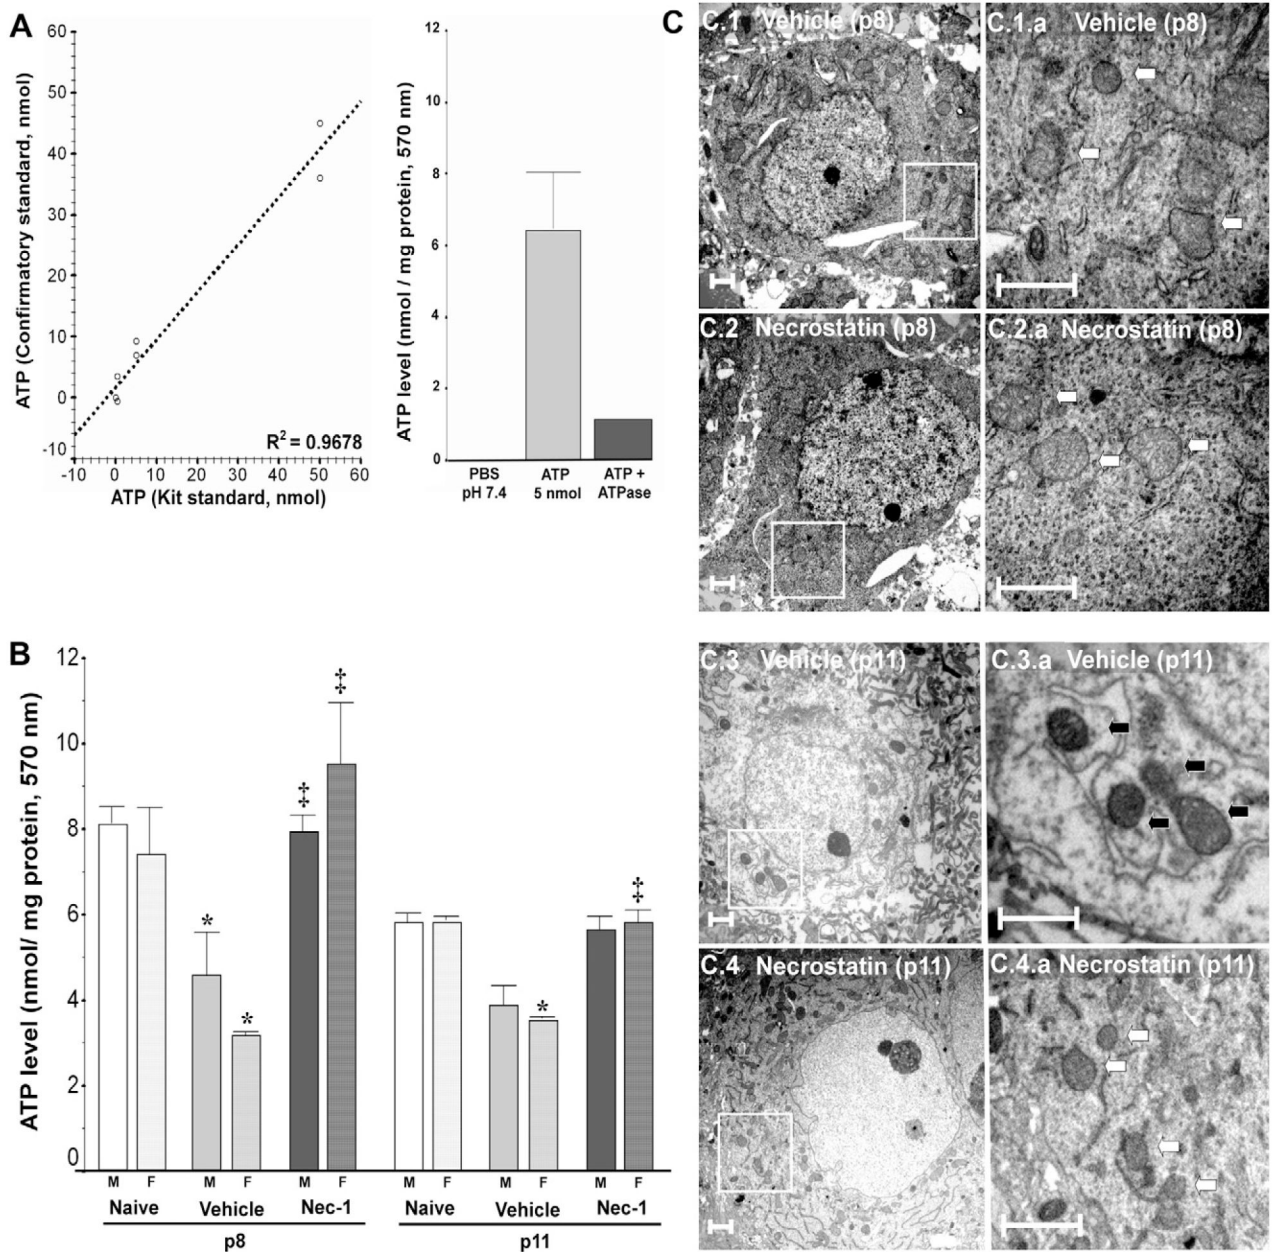 A
60
50
40
30
20
10
0
-10
ATP (Confirmatory standard, nmol)
R² = 0.9678
-10 0 10 20 30 40 50 60
ATP (Kit standard, nmol)
12
10
8
6
4
2
0
ATP level (nmol / mg protein, 570 nm)
PBS pH 7.4
ATP 5 nmol
ATP + ATPase
B
12
10
8
6
4
2
0
ATP level (nmol/ mg protein, 570 nm)
* * ‡ ‡ * ‡
M F M F M F M F M F M F
Naive Vehicle Nec-1 Naive Vehicle Nec-1
p8 p11
C
C.1 Vehicle (p8)
C.1.a Vehicle (p8)
C.2 Necrostatin (p8)
C.2.a Necrostatin (p8)
C.3 Vehicle (p11)
C.3.a Vehicle (p11)
C.4 Necrostatin (p11)
C.4.a Necrostatin (p11)